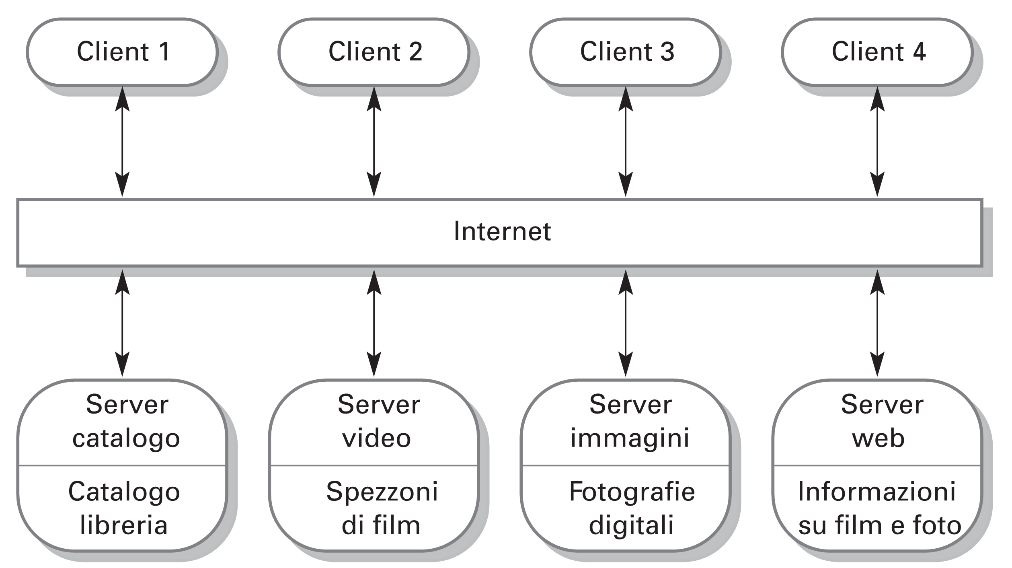 Client 1
Client 2
Client 3
Client 4
Internet
Server
catalogo
Catalogo
libreria
Server
video
Spezzoni
di film
Server
immagini
Fotografie
digitali
Server
web
Informazioni
su film e foto